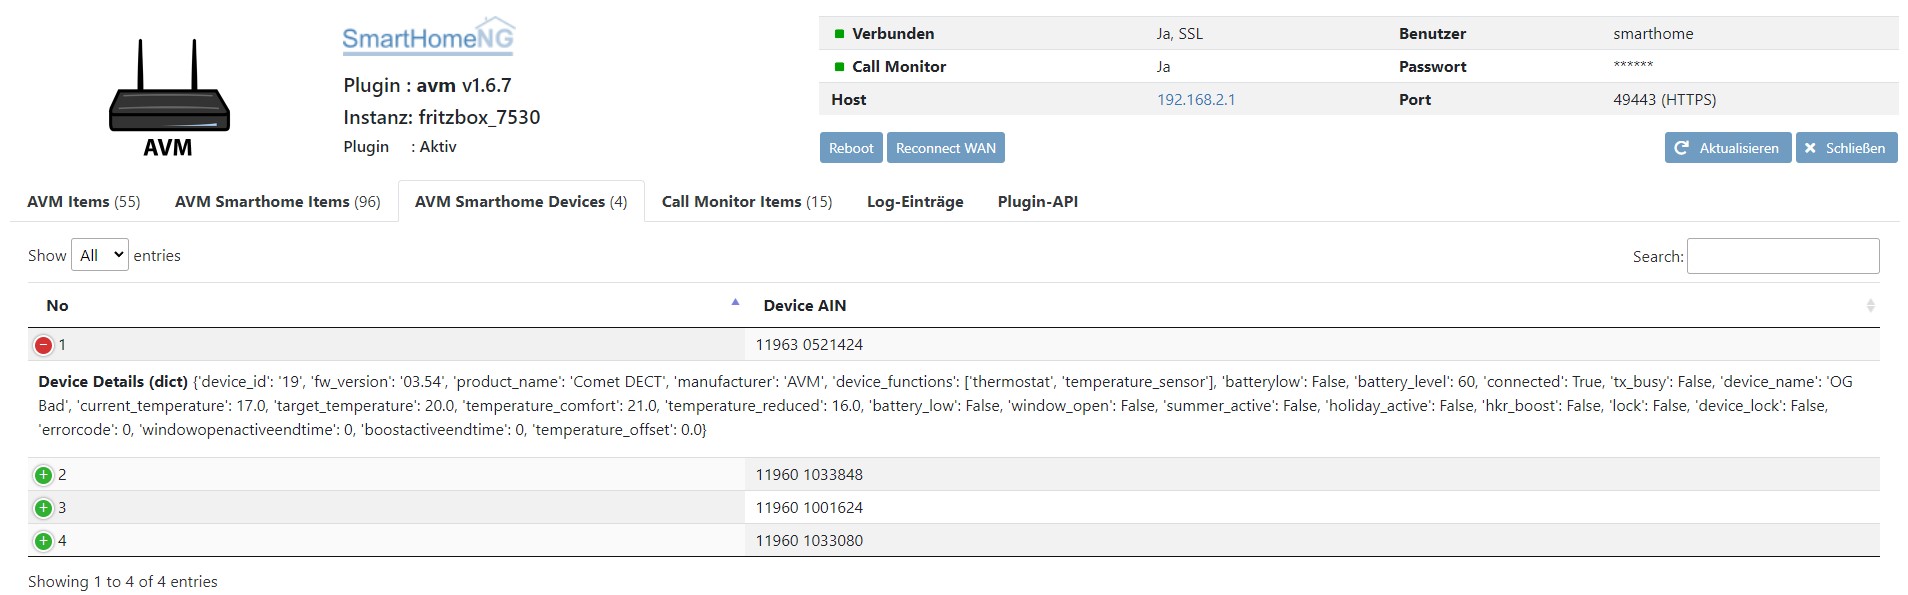 AVM
SmartHomeNG
Plugin : avm v1.6.7
Instanz: fritzbox_7530
Plugin : Aktiv
Verbunden Ja, SSL Benutzer smarthome
Call Monitor Ja Passwort ******
Host 192.168.2.1 Port 49443 (HTTPS)
Reboot Reconnect WAN Aktualisieren Schließen
AVM Items (55) AVM Smarthome Items (96) AVM Smarthome Devices (4) Call Monitor Items (15) Log-Einträge Plugin-API
Show All entries Search:
No Device AIN
1 11963 0521424
Device Details (dict) {'device_id': '19', 'fw_version': '03.54', 'product_name': 'Comet DECT', 'manufacturer': 'AVM', 'device_functions': ['thermostat', 'temperature_sensor'], 'batterylow': False, 'battery_level': 60, 'connected': True, 'tx_busy': False, 'device_name': 'OG
Bad', 'current_temperature': 17.0, 'target_temperature': 20.0, 'temperature_comfort': 21.0, 'temperature_reduced': 16.0, 'battery_low': False, 'window_open': False, 'summer_active': False, 'holiday_active': False, 'hkr_boost': False, 'lock': False, 'device_lock': False,
'errorcode': 0, 'windowopenactiveendtime': 0, 'boostactiveendtime': 0, 'temperature_offset': 0.0}
2 11960 1033848
3 11960 1001624
4 11960 1033080
Showing 1 to 4 of 4 entries